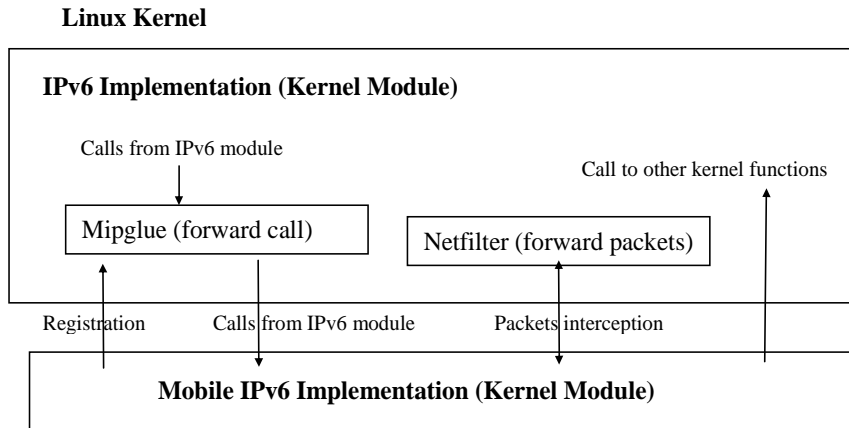 Linux Kernel
IPv6 Implementation (Kernel Module)
Calls from IPv6 module
Call to other kernel functions
Mipglue (forward call)
Netfilter (forward packets)
Registration
Calls from IPv6 module
Packets interception
Mobile IPv6 Implementation (Kernel Module)